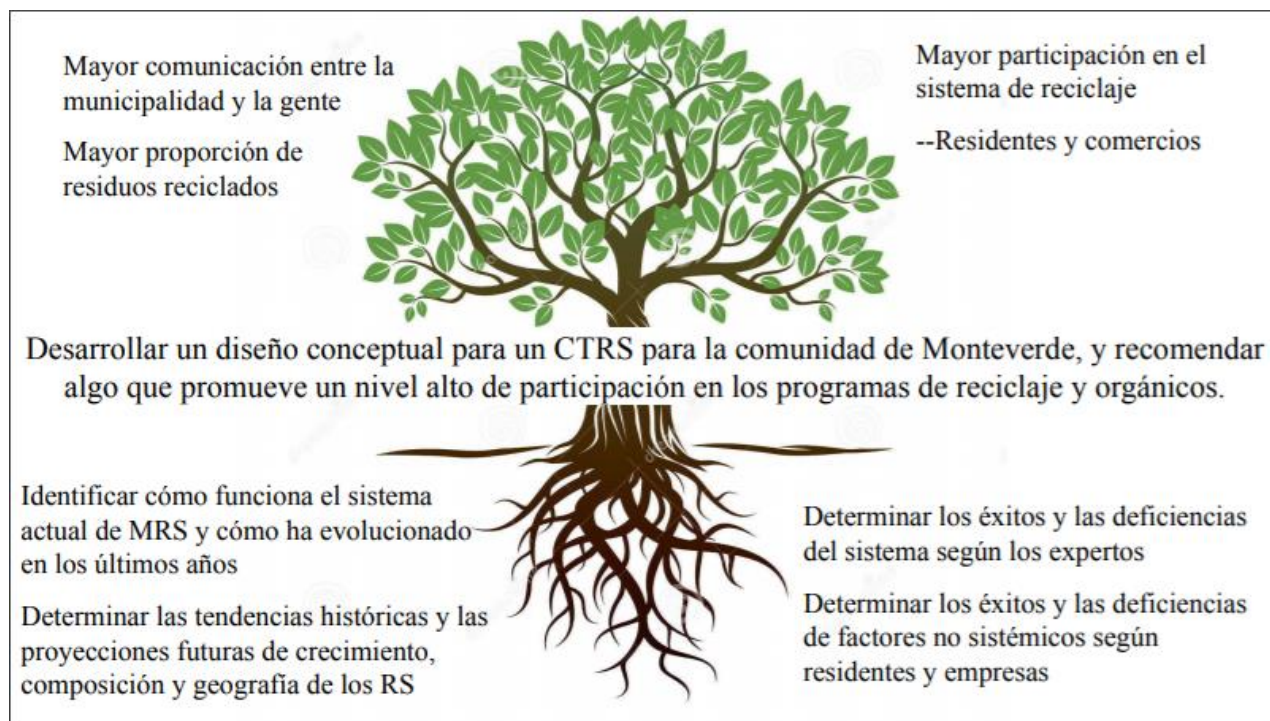 Mayor comunicación entre la
municipalidad y la gente
Mayor proporción de
residuos reciclados
Mayor participación en el
sistema de reciclaje
--Residentes y comercios
Desarrollar un diseño conceptual para un CTRS para la comunidad de Monteverde, y recomendar
algo que promueve un nivel alto de participación en los programas de reciclaje y orgánicos.
Identificar cómo funciona el sistema
actual de MRS y cómo ha evolucionado
en los últimos años
Determinar las tendencias históricas y las
proyecciones futuras de crecimiento,
composición y geografía de los RS
Determinar los éxitos y las deficiencias
del sistema según los expertos
Determinar los éxitos y las deficiencias
de factores no sistémicos según
residentes y empresas